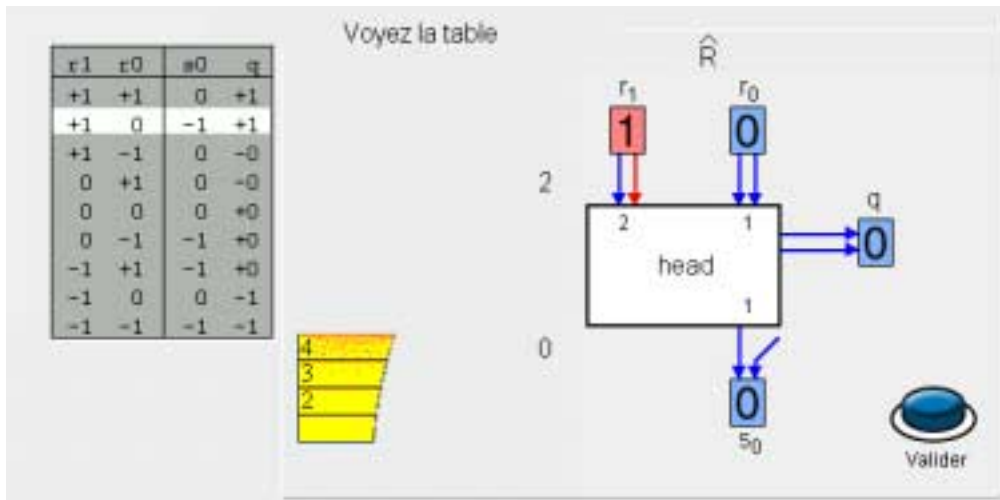 Voyez la table
r1 r0 s0 q
+1 +1 0 +1
+1 0 -1 +1
+1 -1 0 -0
0 +1 0 -0
0 0 0 +0
0 -1 -1 +0
-1 +1 -1 +0
-1 0 0 -1
-1 -1 -1 -1
4
3
2
R̂
r1 r0
1 0
2
2 1
q
0
head
1
0
0
s0
Valider